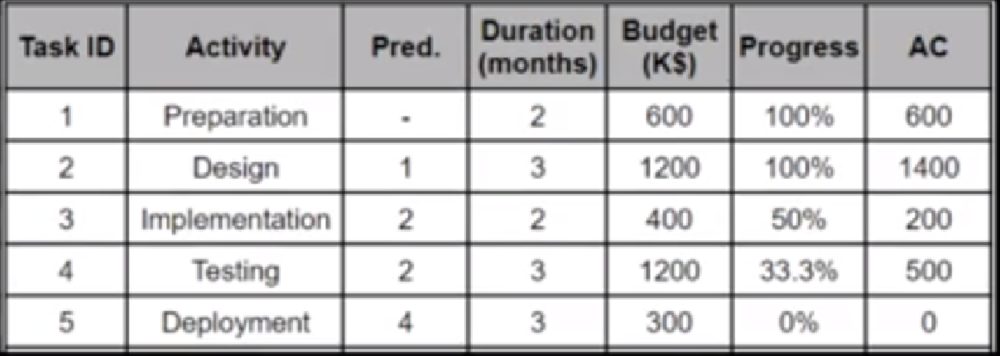 Task ID Activity Pred. Duration (months) Budget (K$) Progress AC
1 Preparation - 2 600 100% 600
2 Design 1 3 1200 100% 1400
3 Implementation 2 2 400 50% 200
4 Testing 2 3 1200 33.3% 500
5 Deployment 4 3 300 0% 0